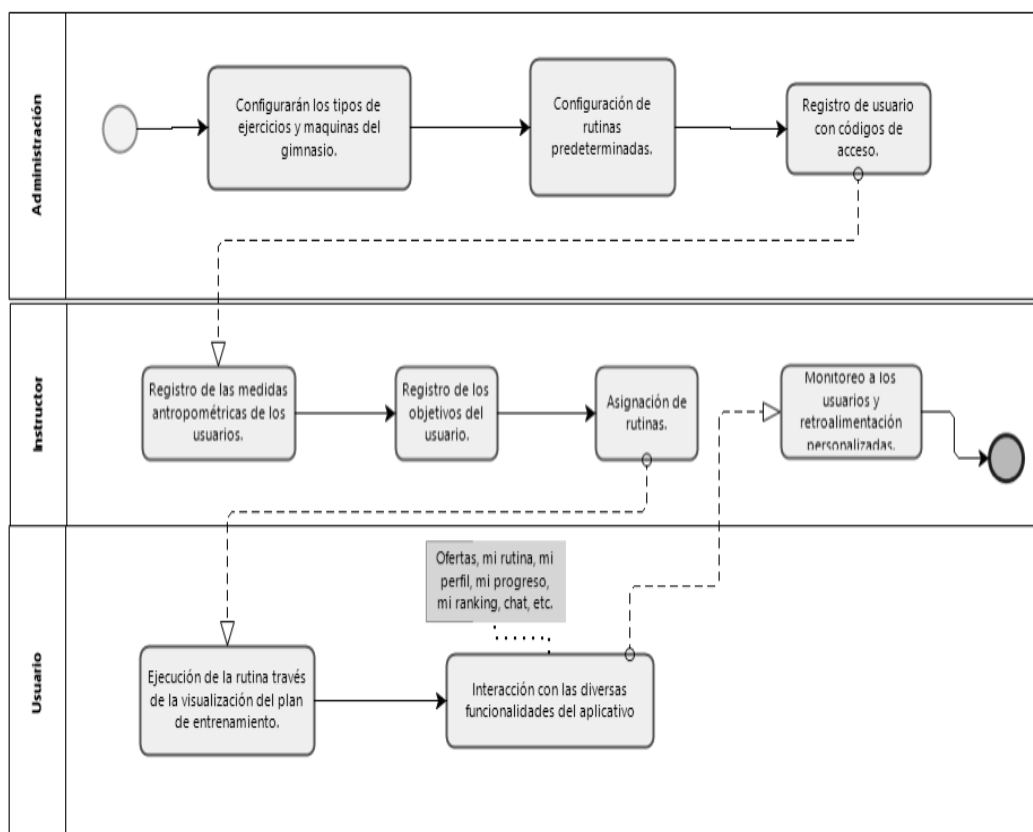 Administración
Configurarán los tipos de
ejercicios y maquinas del
gimnasio.
Configuración de
rutinas
predeterminadas.
Registro de usuario
con códigos de
acceso.
Instructor
Registro de las medidas
antropométricas de los
usuarios.
Registro de los
objetivos del
usuario.
Asignación de
rutinas.
Monitoreo a los
usuarios y
retroalimentación
personalizadas.
Usuario
Ofertas, mi rutina, mi
perfil, mi progreso,
mi ranking, chat, etc.
Ejecución de la rutina través
de la visualización del plan
de entrenamiento.
Interacción con las diversas
funcionalidades del aplicativo